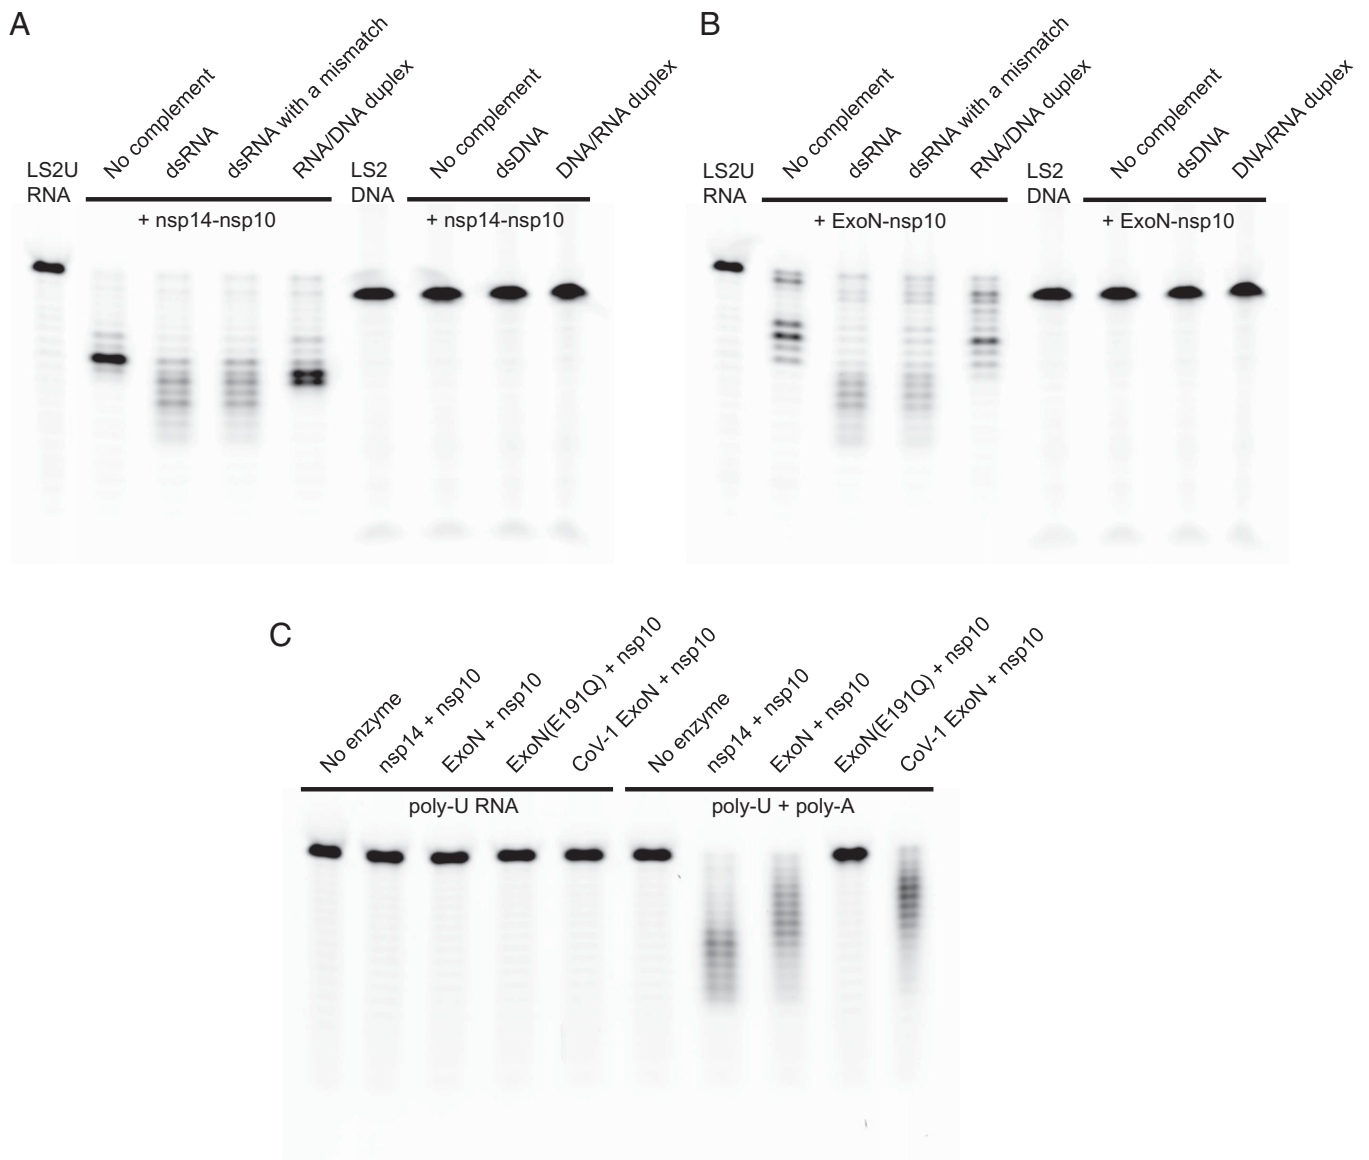 A
LS2U
RNA
No complement
dsRNA
dsRNA with a mismatch
RNA/DNA duplex
LS2
DNA
No complement
dsDNA
DNA/RNA duplex
+ nsp14-nsp10
+ nsp14-nsp10
B
LS2U
RNA
No complement
dsRNA
dsRNA with a mismatch
RNA/DNA duplex
LS2
DNA
No complement
dsDNA
DNA/RNA duplex
+ ExoN-nsp10
+ ExoN-nsp10
C
No enzyme
nsp14 + nsp10
ExoN + nsp10
ExoN(E191Q) + nsp10
CoV-1 ExoN + nsp10
No enzyme
nsp14 + nsp10
ExoN + nsp10
ExoN(E191Q) + nsp10
CoV-1 ExoN + nsp10
poly-U RNA
poly-U + poly-A